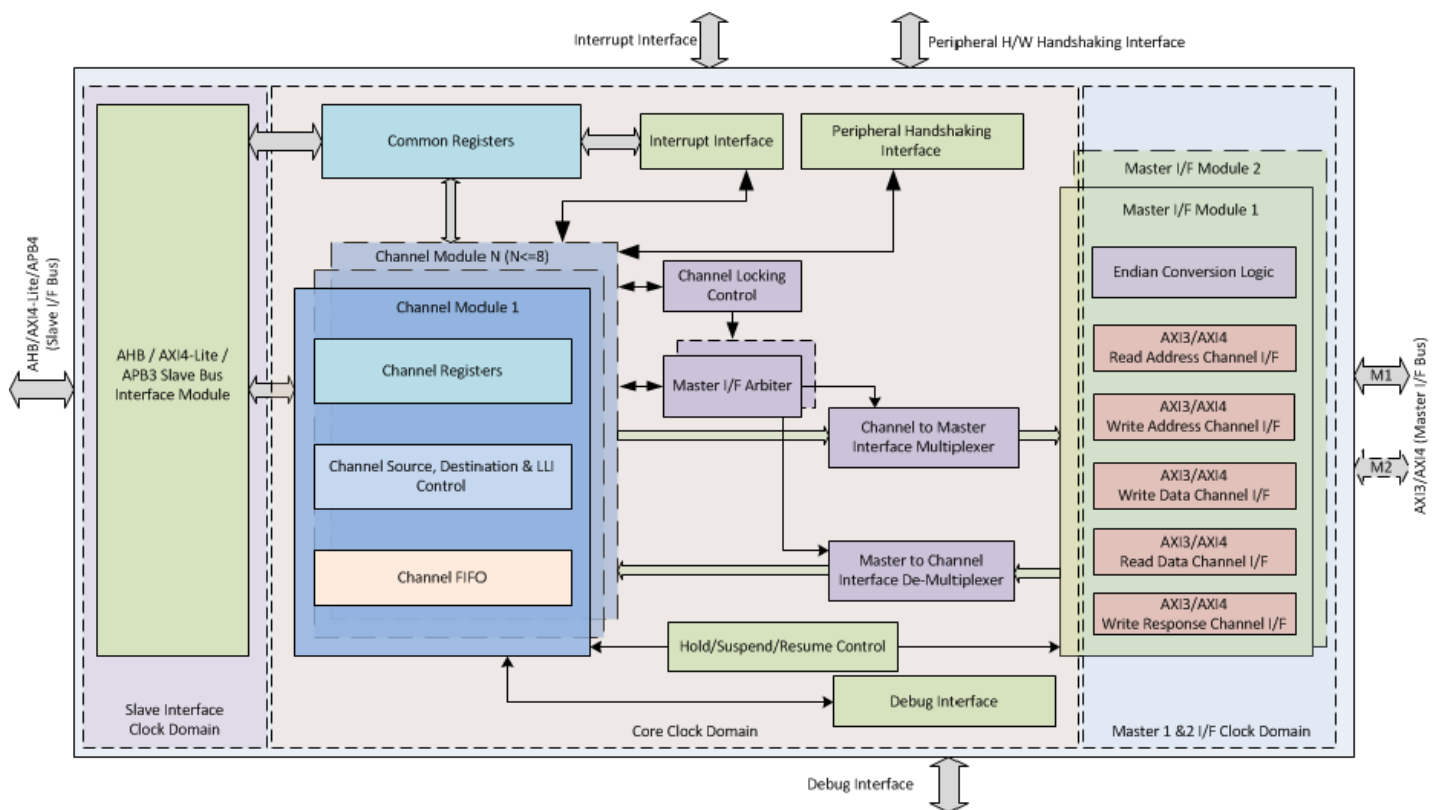 Interrupt Interface
Peripheral H/W Handshaking Interface
Common Registers
Interrupt Interface
Peripheral Handshaking
Interface
Master I/F Module 2
Master I/F Module 1
Channel Module N (N<=8)
Channel Locking
Control
Endian Conversion Logic
Channel Module 1
AHB/AXI4-Lite/APB4
(Slave I/F Bus)
AHB / AXI4-Lite /
APB3 Slave Bus
Interface Module
Channel Registers
Master I/F Arbiter
AXI3/AXI4
Read Address Channel I/F
M1
AXI3/AXI4 (Master I/F Bus)
Channel to Master
Interface Multiplexer
AXI3/AXI4
Write Address Channel I/F
Channel Source, Destination & LLI
Control
M2
AXI3/AXI4
Write Data Channel I/F
Channel FIFO
Master to Channel
Interface De-Multiplexer
AXI3/AXI4
Read Data Channel I/F
AXI3/AXI4
Write Response Channel I/F
Hold/Suspend/Resume Control
Debug Interface
Slave Interface
Clock Domain
Core Clock Domain
Master 1 &2 I/F Clock Domain
Debug Interface